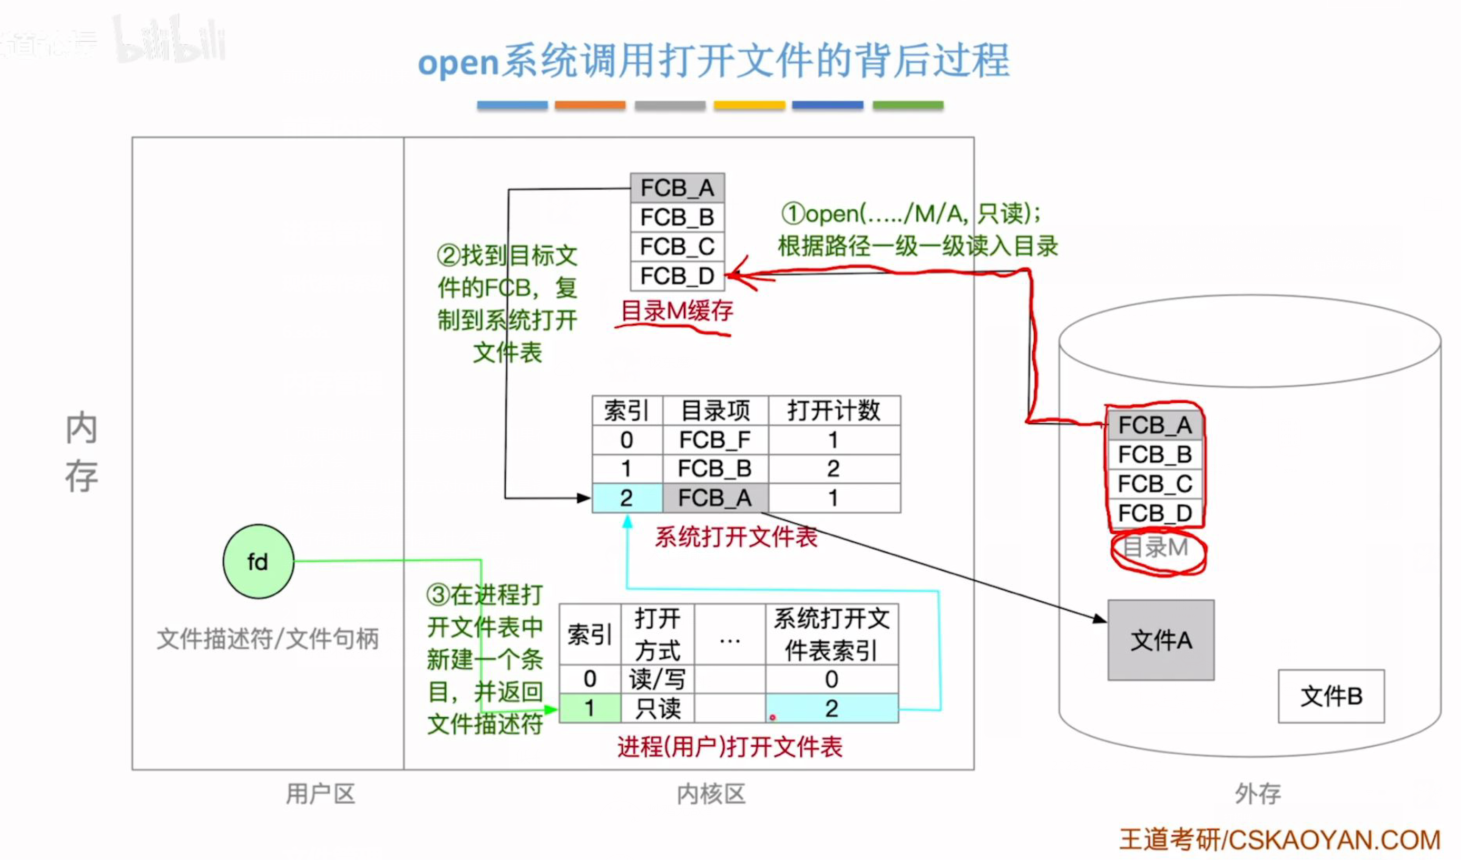 bilibili
open系统调用打开文件的背后过程
FCB_A
FCB_B
FCB_C
FCB_D
目录M缓存
①open(...../M/A, 只读);
根据路径一级一级读入目录
②找到目标文
件的FCB，复
制到系统打开
文件表
内
存
索引 目录项 打开计数
0 FCB_F 1
1 FCB_B 2
2 FCB_A 1
系统打开文件表
FCB_A
FCB_B
FCB_C
FCB_D
目录M
fd
文件描述符/文件句柄
③在进程打
开文件表中
新建一个条
目，并返回
文件描述符
索引 打开方式 ... 系统打开文件表索引
0 读/写 0
1 只读 2
进程(用户)打开文件表
文件A
文件B
用户区
内核区
外存
王道考研/CSKAOYAN.COM